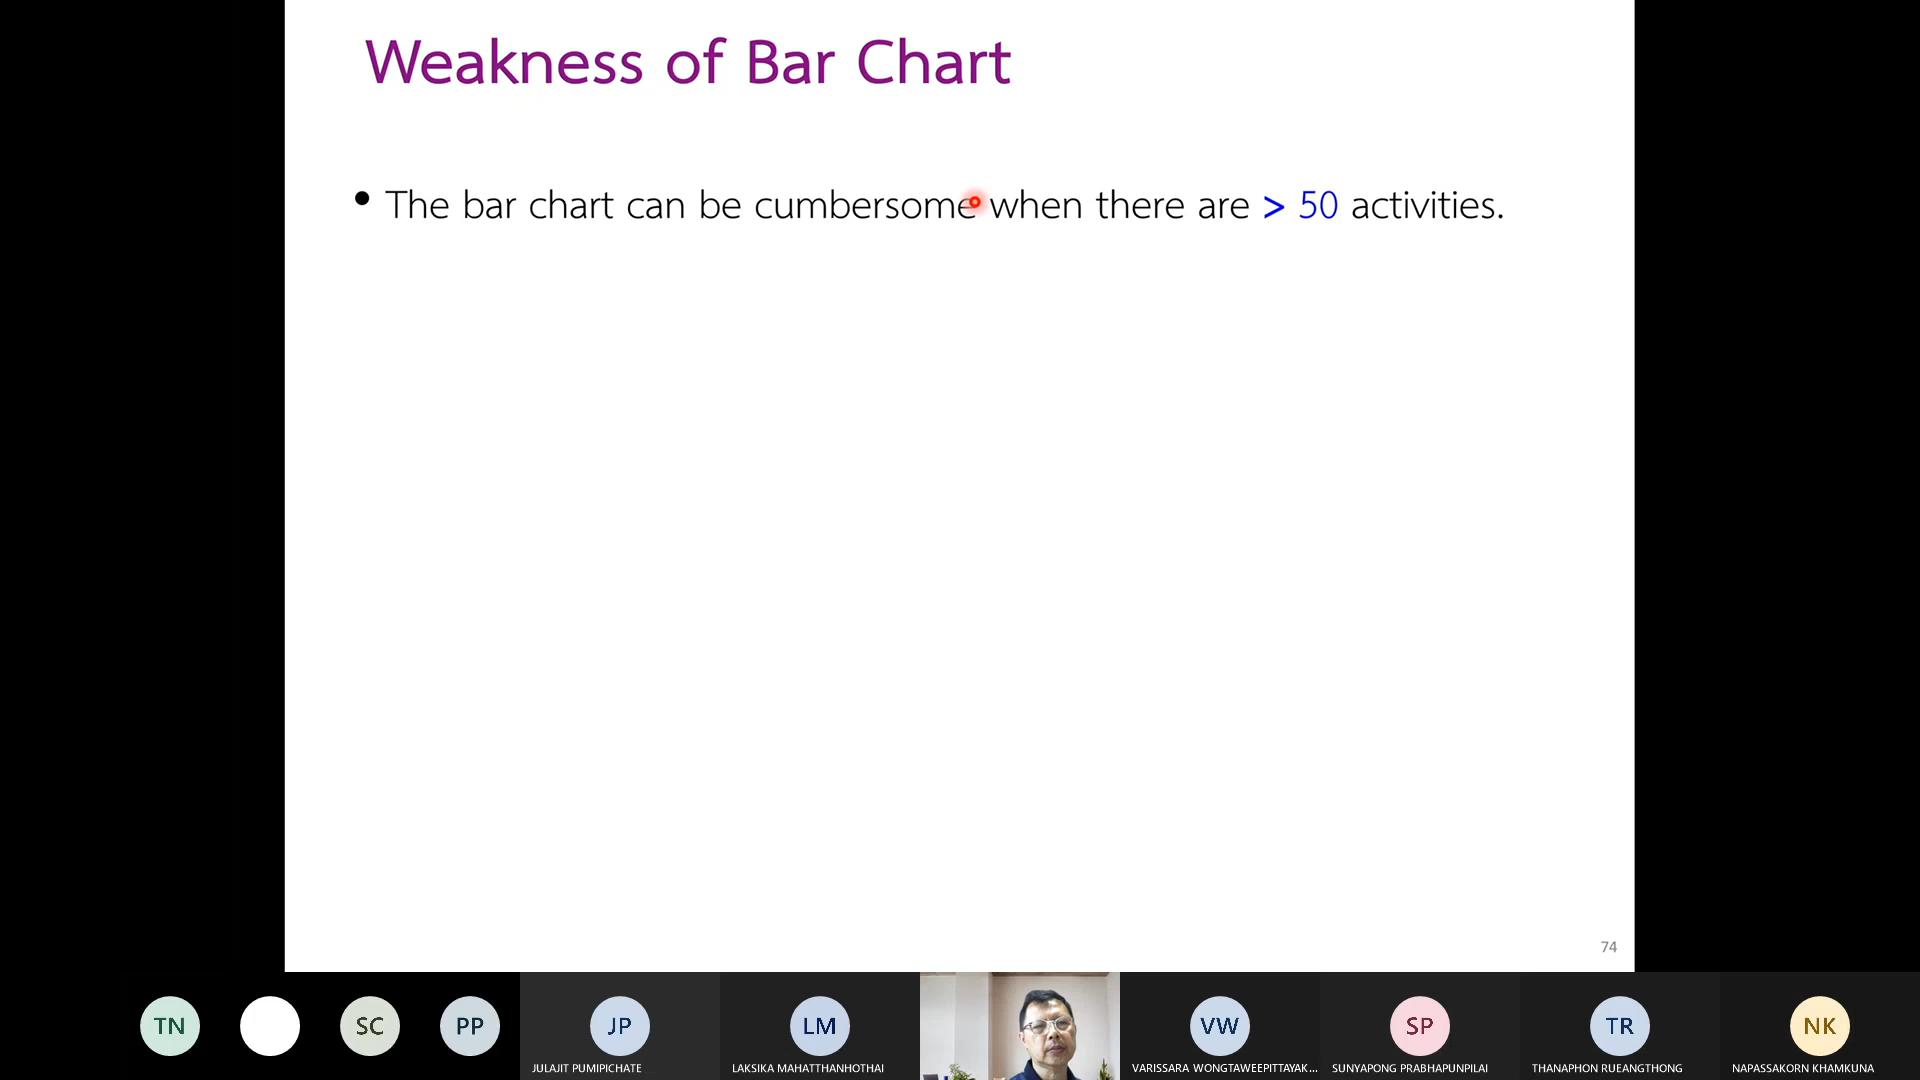 Weakness of Bar Chart
• The bar chart can be cumbersome when there are > 50 activities.
74
TN
SC
PP
JP
LM
VW
SP
TR
NK
JULAJIT PUMIPICHATE
LAKSIKA MAHATTHANHOTHAI
VARISSARA WONGTAWEEPITTAYAK...
SUNYAPONG PRABHAPUNPILAI
THANAPHON RUEANGTHONG
NAPASSAKORN KHAMKUNA